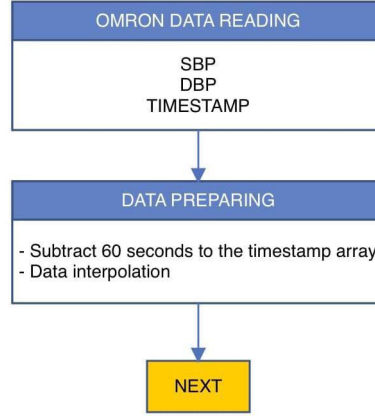 OMRON DATA READING
SBP
DBP
TIMESTAMP
DATA PREPARING
- Subtract 60 seconds to the timestamp array
- Data interpolation
NEXT